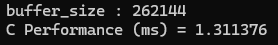 buffer_size : 262144
C Performance (ms) = 1.311376